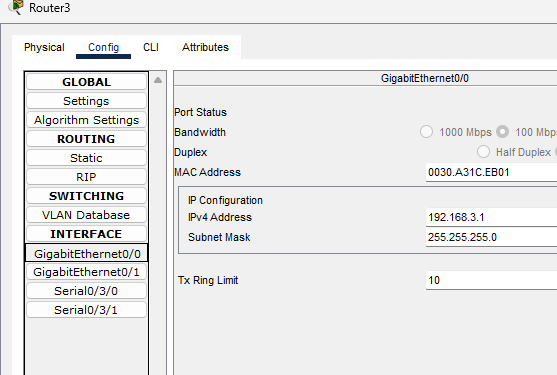 Router3
Physical Config CLI Attributes
GLOBAL
Settings
Algorithm Settings
ROUTING
Static
RIP
SWITCHING
VLAN Database
INTERFACE
GigabitEthernet0/0
GigabitEthernet0/1
Serial0/3/0
Serial0/3/1
GigabitEthernet0/0
Port Status
Bandwidth 1000 Mbps 100 Mbps
Duplex Half Duplex
MAC Address 0030.A31C.EB01
IP Configuration
IPv4 Address 192.168.3.1
Subnet Mask 255.255.255.0
Tx Ring Limit 10